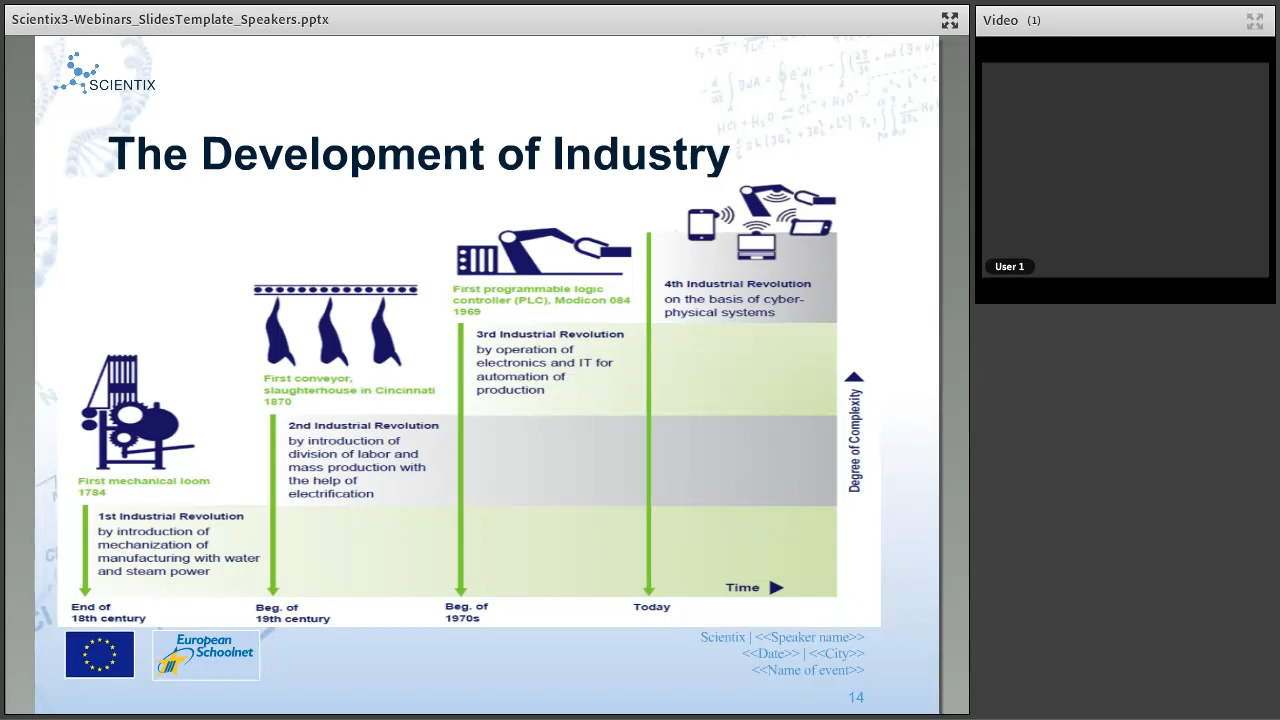 Scientix3-Webinars_SlidesTemplate_Speakers.pptx
Video (1)
SCIENTIX
The Development of Industry
4th Industrial Revolution
on the basis of cyber-
physical systems
First programmable logic
controller (PLC), Modicon 084
1969
3rd Industrial Revolution
by operation of
electronics and IT for
automation of
production
First conveyor,
slaughterhouse in Cincinnati
1870
2nd Industrial Revolution
by introduction of
division of labor and
mass production with
the help of
electrification
First mechanical loom
1784
1st Industrial Revolution
by introduction of
mechanization of
manufacturing with water
and steam power
Degree of Complexity
Time
End of
18th century
Beg. of
19th century
Beg. of
1970s
Today
European
Schoolnet
Scientix | <<Speaker name>>
<<Date>> | <<City>>
<<Name of event>>
14
User 1